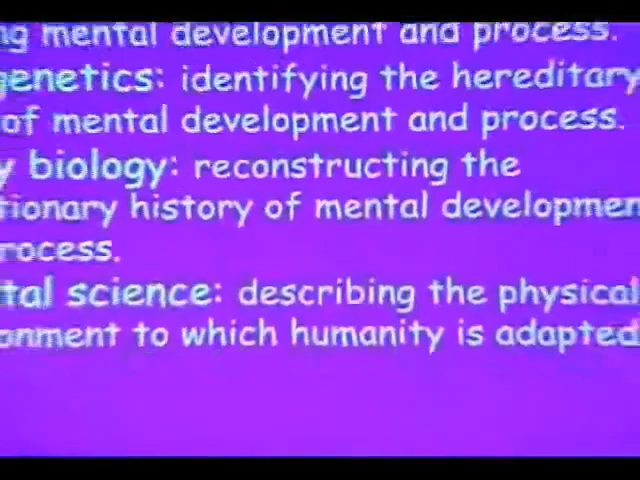 ng mental development and process.
genetics: identifying the hereditary
of mental development and process.
y biology: reconstructing the
tionary history of mental developmen
rocess.
tal science: describing the physical
onment to which humanity is adapted